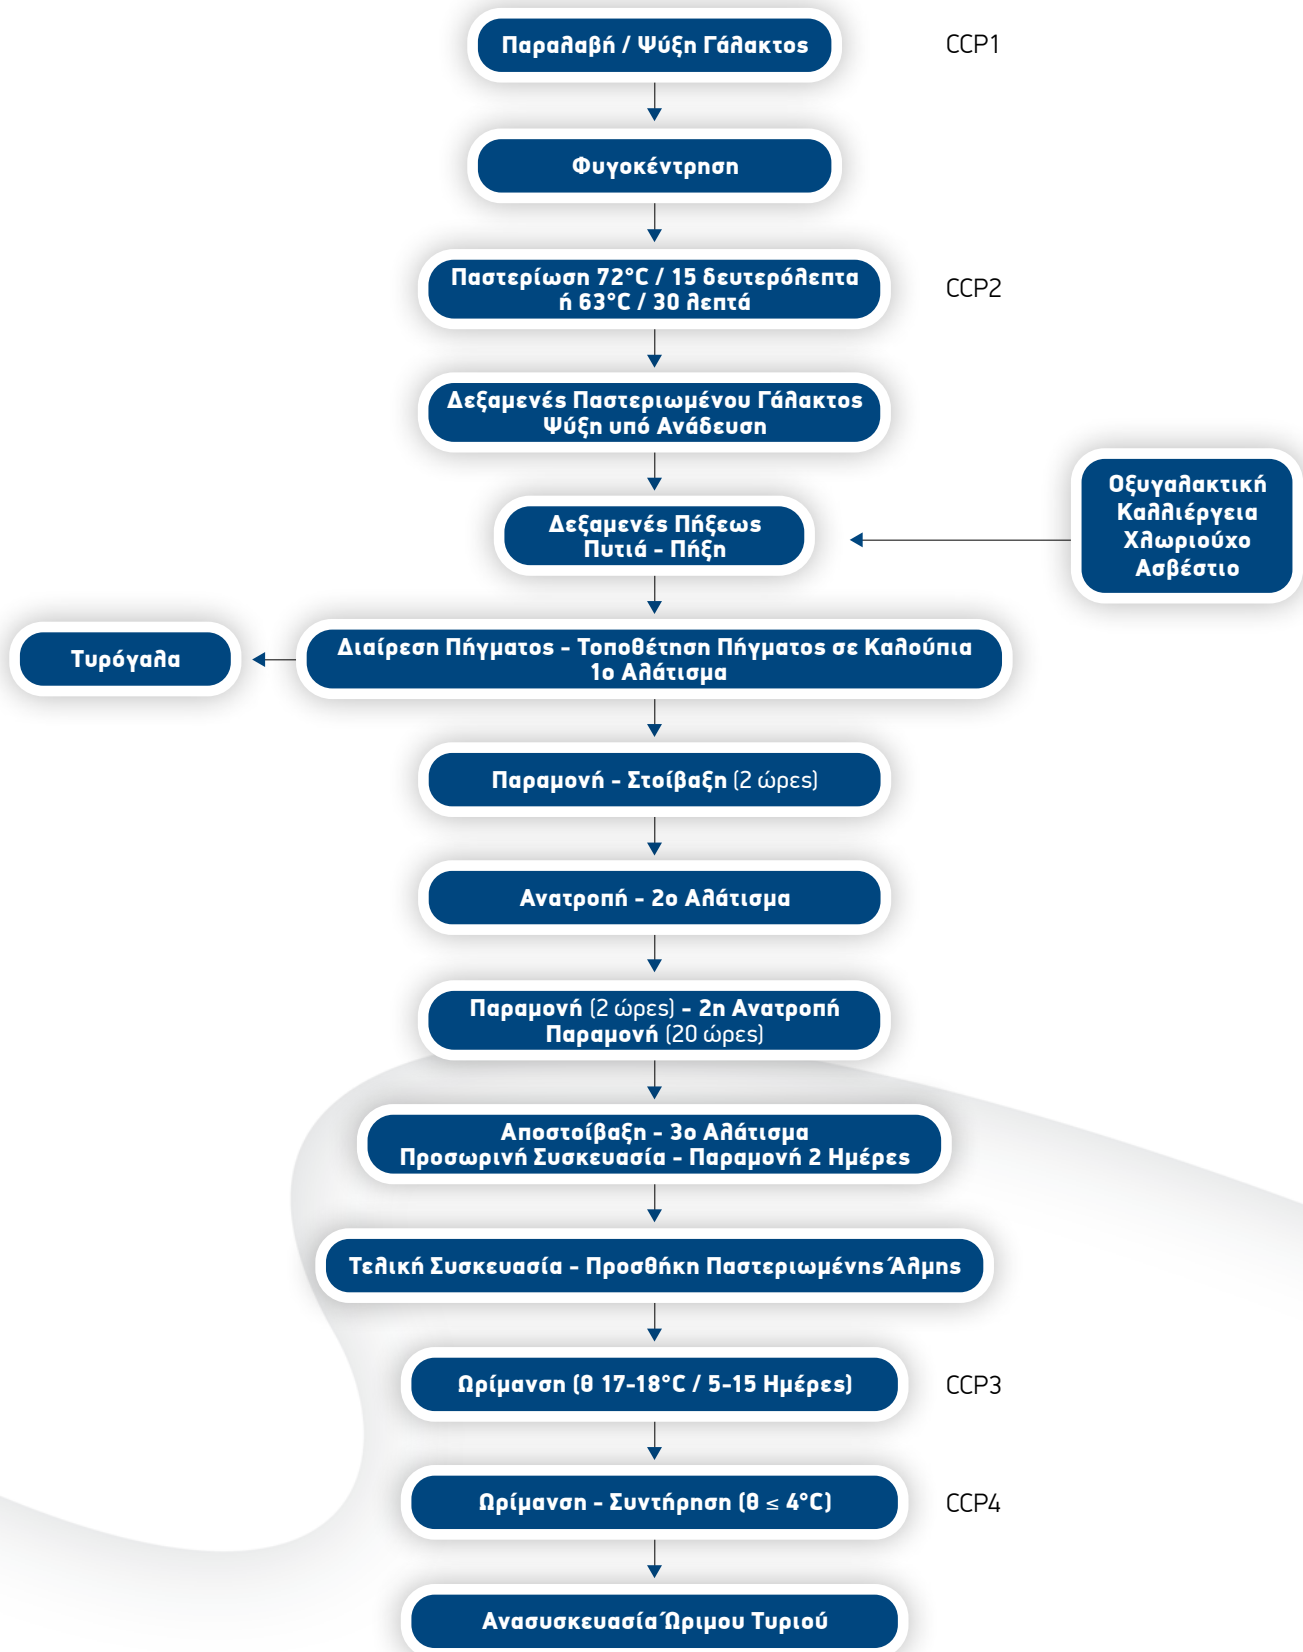 Παραλαβή / Ψύξη Γάλακτος
CCP1
Φυγοκέντρηση
Παστερίωση 72°C / 15 δευτερόλεπτα
ή 63°C / 30 λεπτά
CCP2
Δεξαμενές Παστεριωμένου Γάλακτος
Ψύξη υπό Ανάδευση
Δεξαμενές Πήξεως
Πυτιά - Πήξη
Οξυγαλακτική
Καλλιέργεια
Χλωριούχο
Ασβέστιο
Τυρόγαλα
Διαίρεση Πήγματος - Τοποθέτηση Πήγματος σε Καλούπια
1ο Αλάτισμα
Παραμονή - Στοίβαξη (2 ώρες)
Ανατροπή - 2ο Αλάτισμα
Παραμονή (2 ώρες) - 2η Ανατροπή
Παραμονή (20 ώρες)
Αποστοίβαξη - 3ο Αλάτισμα
Προσωρινή Συσκευασία - Παραμονή 2 Ημέρες
Τελική Συσκευασία - Προσθήκη Παστεριωμένης Άλμης
Ωρίμανση (θ 17-18°C / 5-15 Ημέρες)
CCP3
Ωρίμανση - Συντήρηση (θ ≤ 4°C)
CCP4
Ανασυσκευασία Ώριμου Τυριού